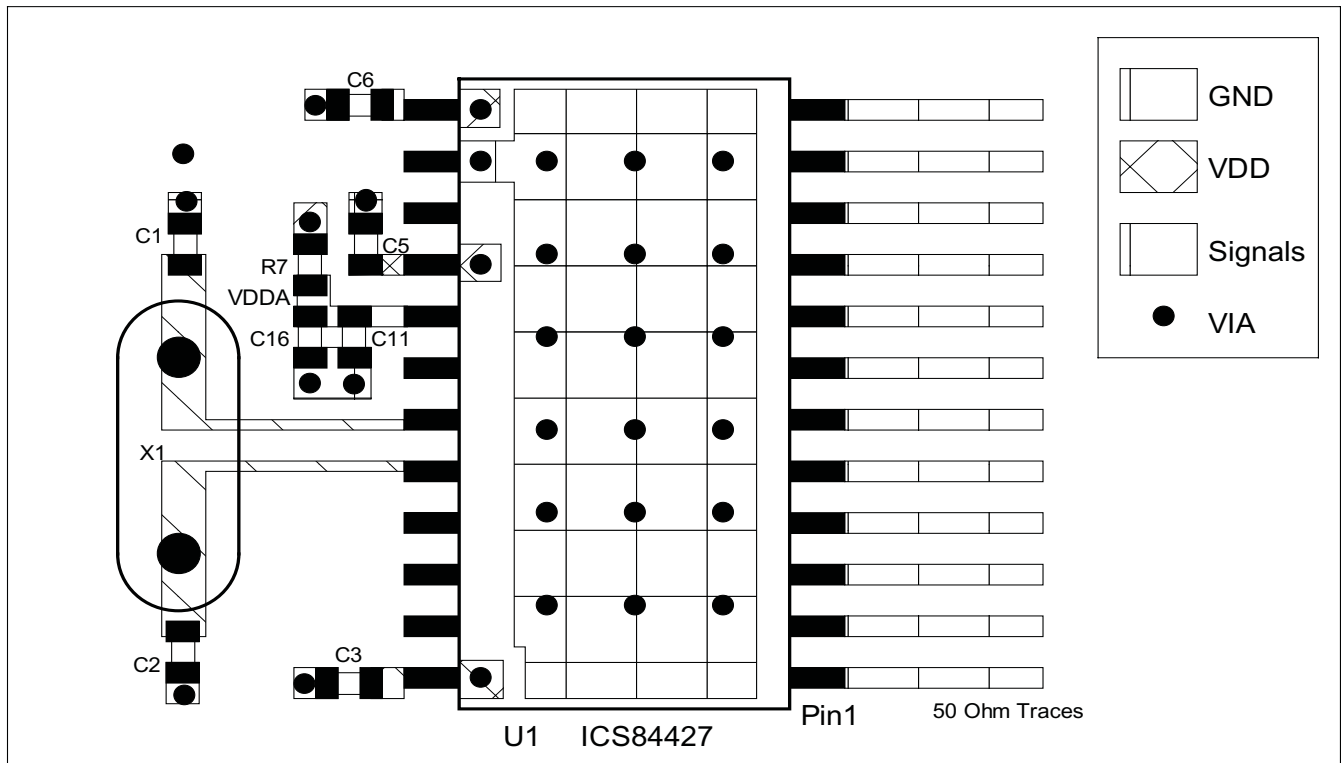 C6
GND
VDD
Signals
VIA
C1
C5
R7
VDDA
C16
C11
X1
C2
C3
Pin1
50 Ohm Traces
U1 ICS84427